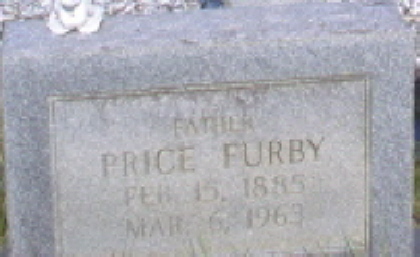 FATHER
PRICE FURBY
FEB. 15, 1885
MAR. 6, 1963